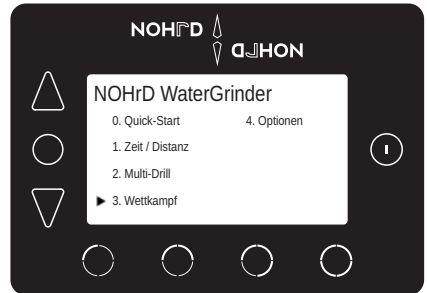 NOHrD
NOHrD
NOHrD WaterGrinder
0. Quick-Start
4. Optionen
1. Zeit / Distanz
2. Multi-Drill
3. Wettkampf